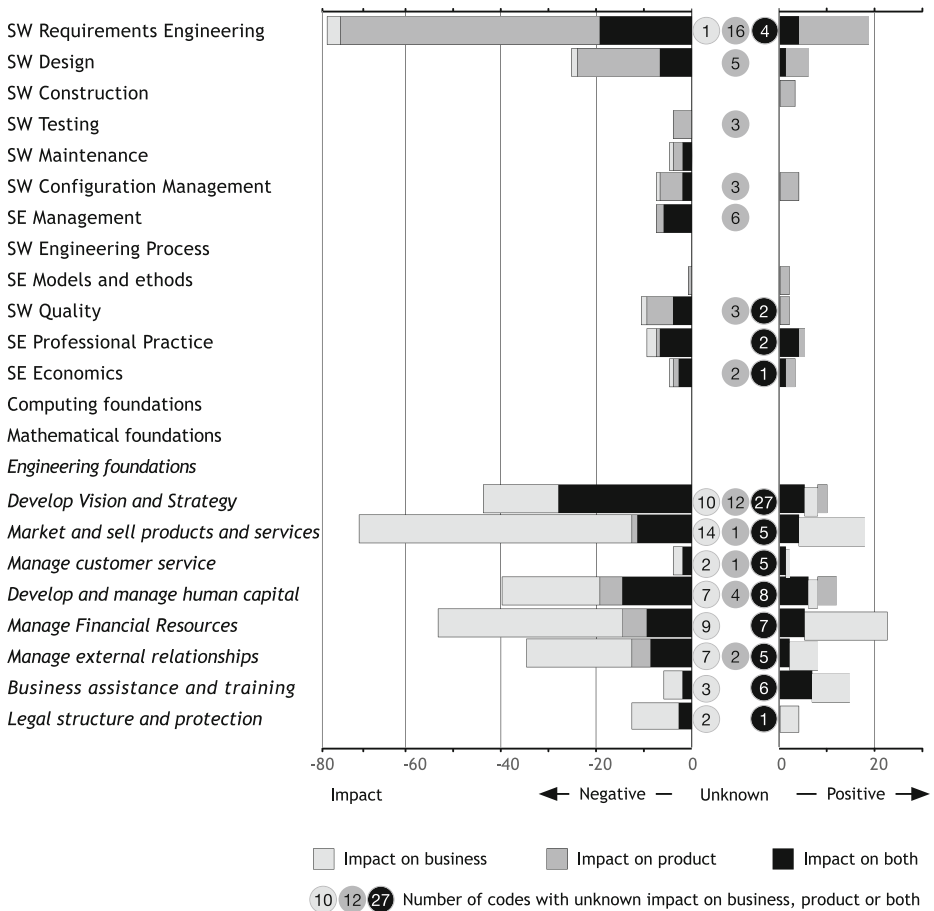 SW Requirements Engineering 1 16 4
SW Design 5
SW Construction
SW Testing 3
SW Maintenance
SW Configuration Management 3
SE Management 6
SW Engineering Process
SE Models and ethods
SW Quality 3 2
SE Professional Practice 2
SE Economics 2 1
Computing foundations
Mathematical foundations
Engineering foundations
Develop Vision and Strategy 10 12 27
Market and sell products and services 14 1 5
Manage customer service 2 1 5
Develop and manage human capital 7 4 8
Manage Financial Resources 9 7
Manage external relationships 7 2 5
Business assistance and training 3 6
Legal structure and protection 2 1
-80 -60 -40 -20 0 0 20
Impact Negative Unknown Positive
Impact on business Impact on product Impact on both
10 12 27 Number of codes with unknown impact on business, product or both